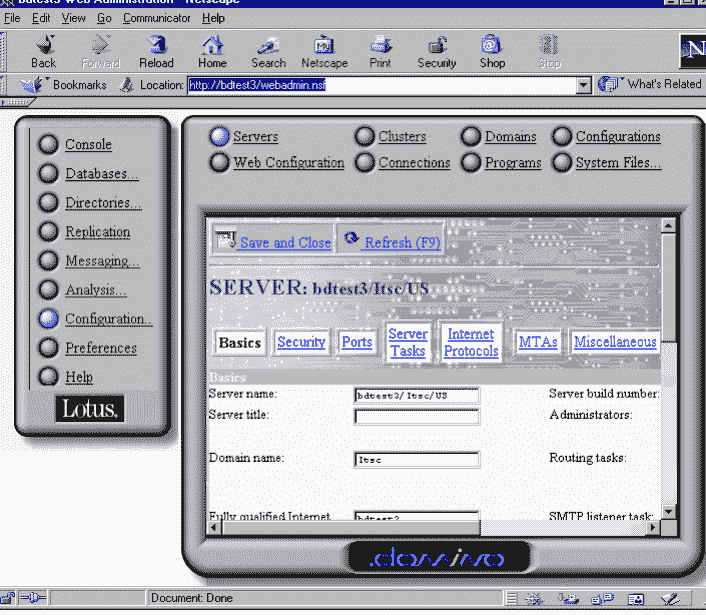 bdtest3 Web Administration - Netscape
File Edit View Go Communicator Help
Back Forward Reload Home Search Netscape Print Security Shop Stop
Bookmarks Location: http://bdtest3/webadmin.nsf What's Related
Console
Databases...
Directories...
Replication
Messaging...
Analysis...
Configuration...
Preferences
Help
Lotus.
Servers Clusters Domains Configurations
Web Configuration Connections Programs System Files...
Save and Close Refresh (F9)
SERVER: bdtest3/Itsc/US
Basics Security Ports Server Tasks Internet Protocols MTAs Miscellaneous
Basics
Server name: bdtest3/Itsc/US Server build number:
Server title: Administrators:
Domain name: Itsc Routing tasks:
Fully qualified Internet bdtest3 SMTP listener task:
.domino
Document: Done